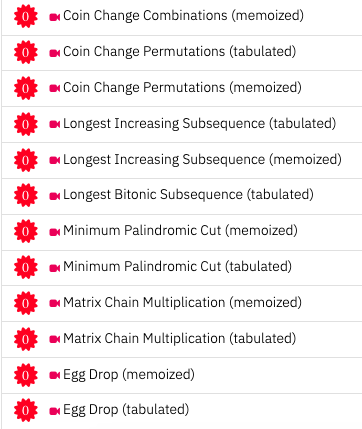 0 Coin Change Combinations (memoized)
0 Coin Change Permutations (tabulated)
0 Coin Change Permutations (memoized)
0 Longest Increasing Subsequence (tabulated)
0 Longest Increasing Subsequence (memoized)
0 Longest Bitonic Subsequence (tabulated)
0 Minimum Palindromic Cut (memoized)
0 Minimum Palindromic Cut (tabulated)
0 Matrix Chain Multiplication (memoized)
0 Matrix Chain Multiplication (tabulated)
0 Egg Drop (memoized)
0 Egg Drop (tabulated)